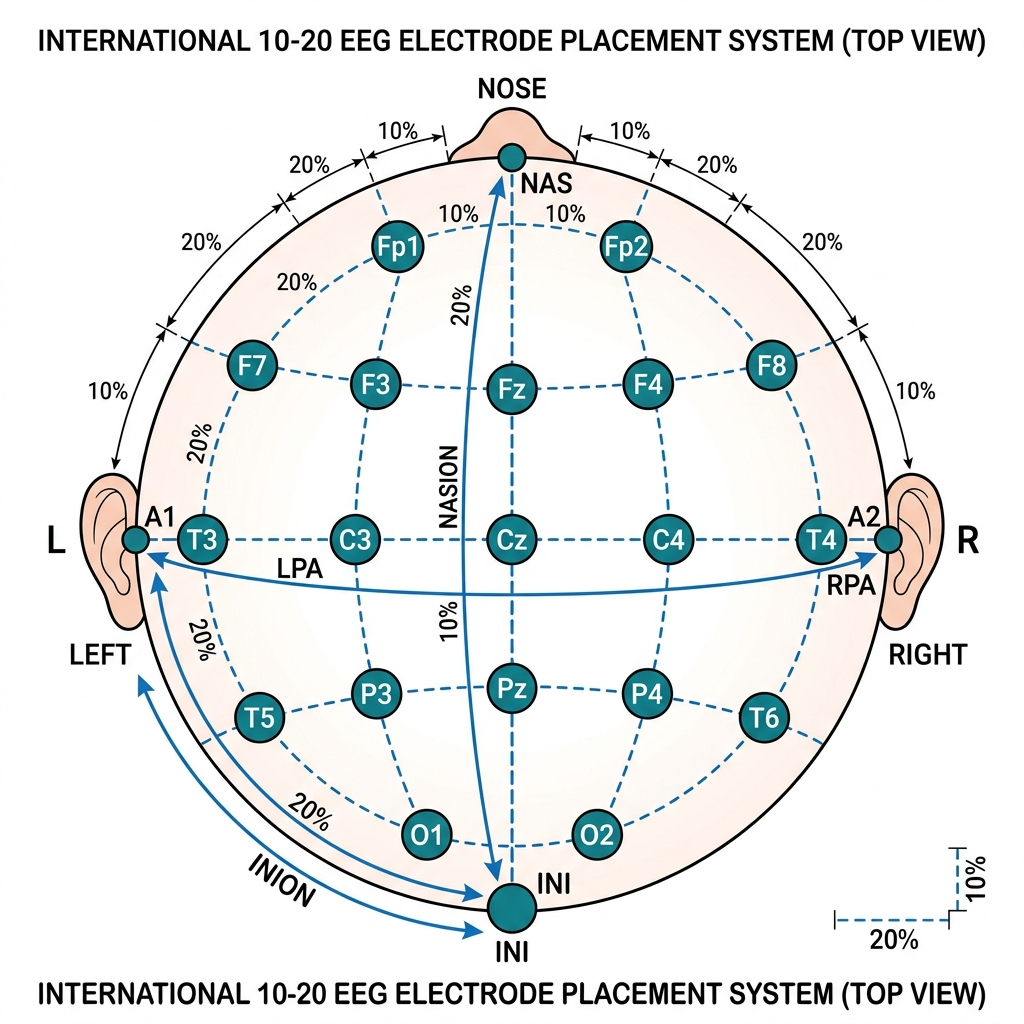 INTERNATIONAL 10-20 EEG ELECTRODE PLACEMENT SYSTEM (TOP VIEW)
NOSE
10%
10%
20%
20%
NAS
10%
10%
20%
20%
Fp1
Fp2
20%
20%
F7
F3
Fz
F4
F8
10%
10%
20%
NASION
L
A1
T3
C3
Cz
C4
T4
A2
R
LPA
RPA
10%
20%
LEFT
RIGHT
T5
P3
Pz
P4
T6
20%
O1
O2
INION
INI
INI
10%
20%
INTERNATIONAL 10-20 EEG ELECTRODE PLACEMENT SYSTEM (TOP VIEW)